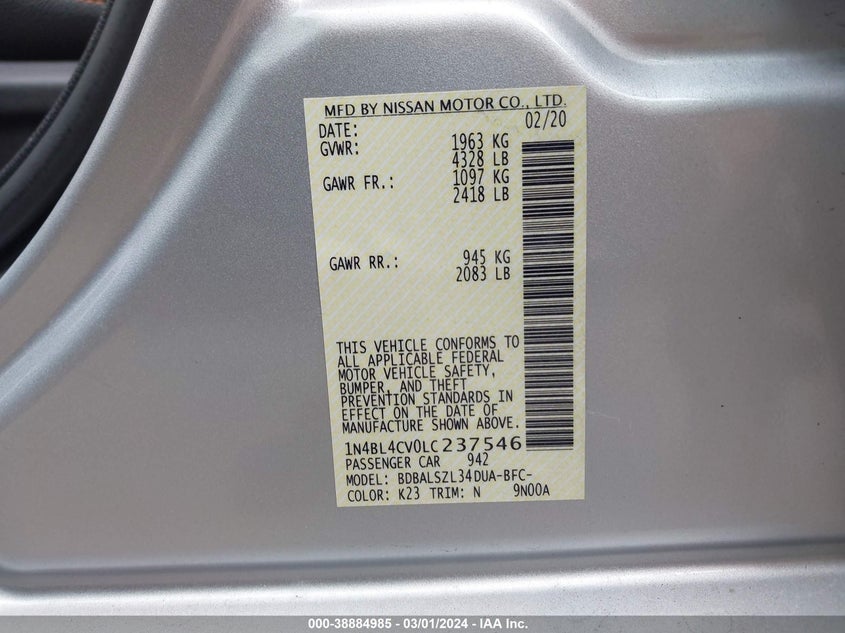 MFD BY NISSAN MOTOR CO., LTD.
DATE: 02/20
GVWR: 1963 KG
4328 LB
GAWR FR.: 1097 KG
2418 LB
GAWR RR.: 945 KG
2083 LB
THIS VEHICLE CONFORMS TO
ALL APPLICABLE FEDERAL
MOTOR VEHICLE SAFETY,
BUMPER, AND THEFT
PREVENTION STANDARDS IN
EFFECT ON THE DATE OF
MANUFACTURE SHOWN ABOVE.
1N4BL4CV0LC237546
PASSENGER CAR 942
MODEL: BDBALSZL34DUA-BFC-
COLOR: K23 TRIM: N 9N00A
000-38884985 - 03/01/2024 - IAA Inc.